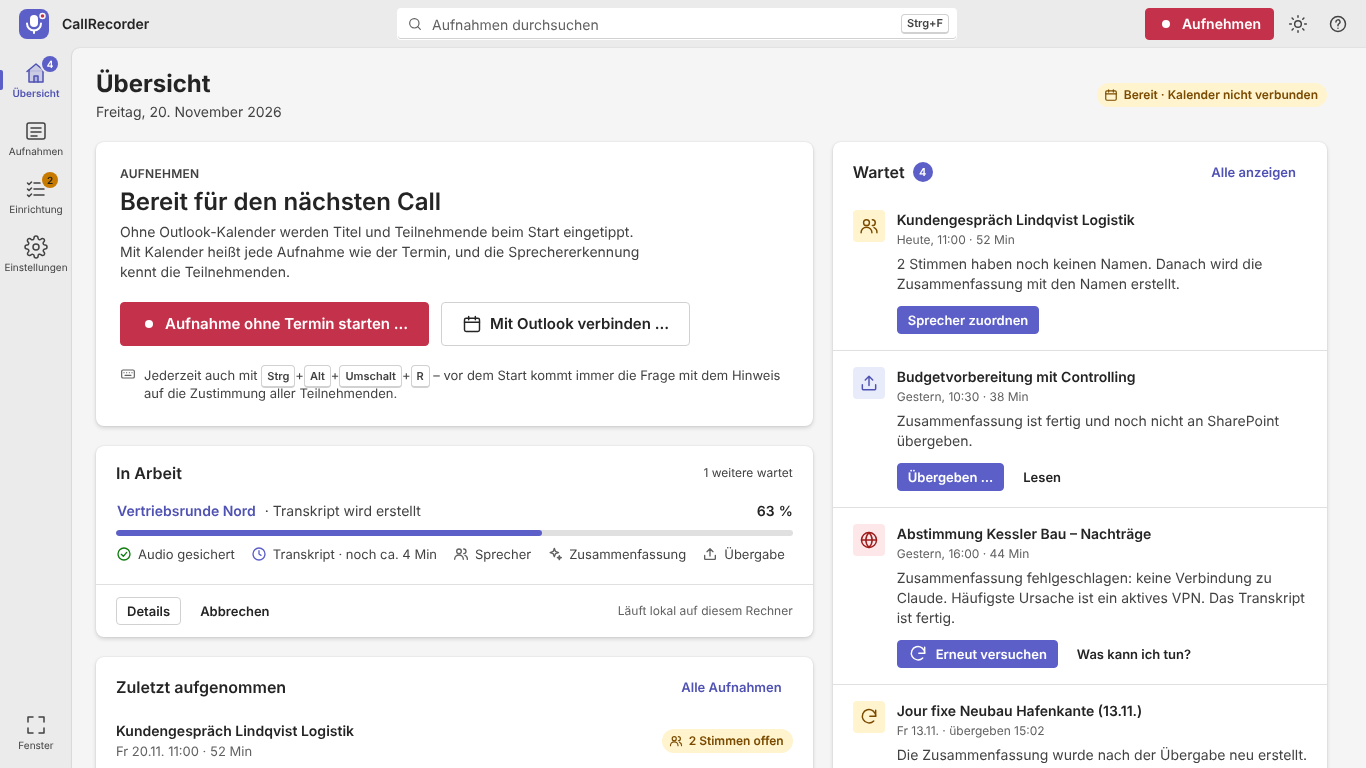 CallRecorder
Aufnahmen durchsuchen
Strg+F
Aufnehmen
4
Übersicht
Aufnahmen
2
Einrichtung
Einstellungen
Fenster
Übersicht
Freitag, 20. November 2026
Bereit · Kalender nicht verbunden
AUFNEHMEN
Bereit für den nächsten Call
Ohne Outlook-Kalender werden Titel und Teilnehmende beim Start eingetippt.
Mit Kalender heißt jede Aufnahme wie der Termin, und die Sprechererkennung
kennt die Teilnehmenden.
Aufnahme ohne Termin starten ...
Mit Outlook verbinden ...
Jederzeit auch mit Strg + Alt + Umschalt + R – vor dem Start kommt immer die Frage mit dem Hinweis
auf die Zustimmung aller Teilnehmenden.
In Arbeit
1 weitere wartet
Vertriebsrunde Nord · Transkript wird erstellt
63 %
Audio gesichert
Transkript · noch ca. 4 Min
Sprecher
Zusammenfassung
Übergabe
Details
Abbrechen
Läuft lokal auf diesem Rechner
Zuletzt aufgenommen
Alle Aufnahmen
Kundengespräch Lindqvist Logistik
Fr 20.11. 11:00 · 52 Min
2 Stimmen offen
Wartet 4
Alle anzeigen
Kundengespräch Lindqvist Logistik
Heute, 11:00 · 52 Min
2 Stimmen haben noch keinen Namen. Danach wird die
Zusammenfassung mit den Namen erstellt.
Sprecher zuordnen
Budgetvorbereitung mit Controlling
Gestern, 10:30 · 38 Min
Zusammenfassung ist fertig und noch nicht an SharePoint
übergeben.
Übergeben ...
Lesen
Abstimmung Kessler Bau – Nachträge
Gestern, 16:00 · 44 Min
Zusammenfassung fehlgeschlagen: keine Verbindung zu
Claude. Häufigste Ursache ist ein aktives VPN. Das Transkript
ist fertig.
Erneut versuchen
Was kann ich tun?
Jour fixe Neubau Hafenkante (13.11.)
Fr 13.11. · übergeben 15:02
Die Zusammenfassung wurde nach der Übergabe neu erstellt.